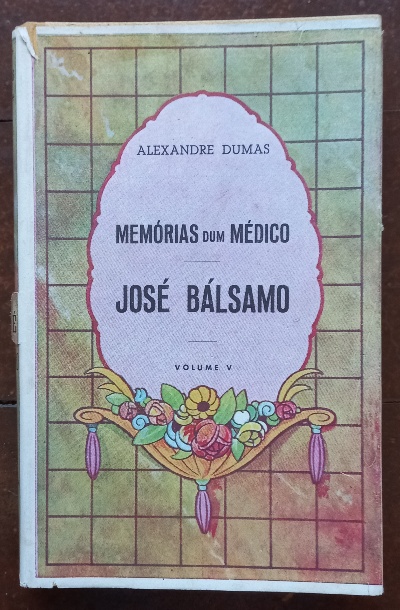 ALEXANDRE DUMAS
MEMÓRIAS DUM MÉDICO
JOSÉ BÁLSAMO
VOLUME V